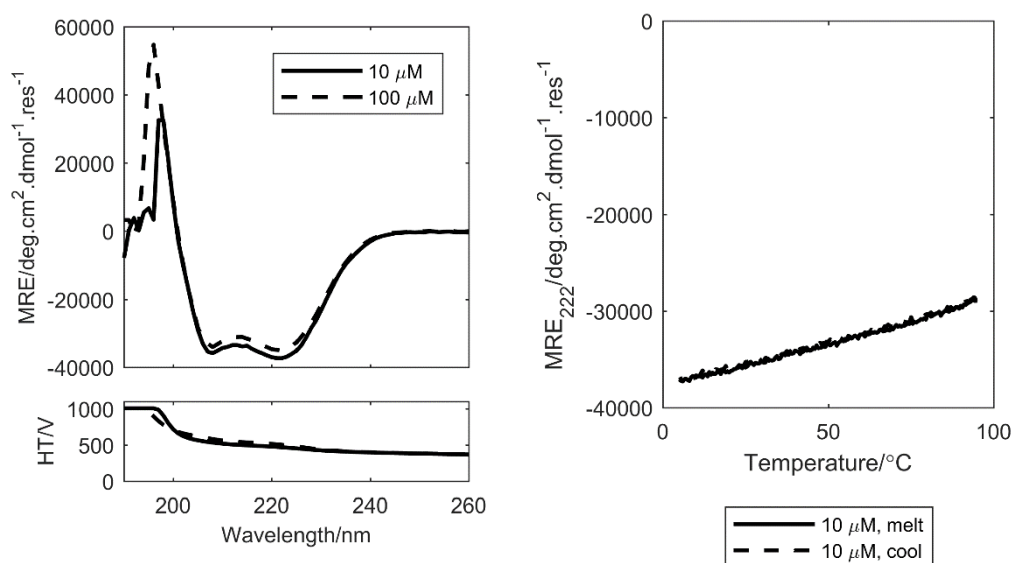 60000
40000
20000
0
-20000
-40000
MRE/deg.cm².dmol⁻¹.res⁻¹
10 μM
100 μM
1000
500
0
HT/V
200 220 240 260
Wavelength/nm
0
-10000
-20000
-30000
-40000
MRE₂₂₂/deg.cm².dmol⁻¹.res⁻¹
0 50 100
Temperature/°C
10 μM, melt
10 μM, cool